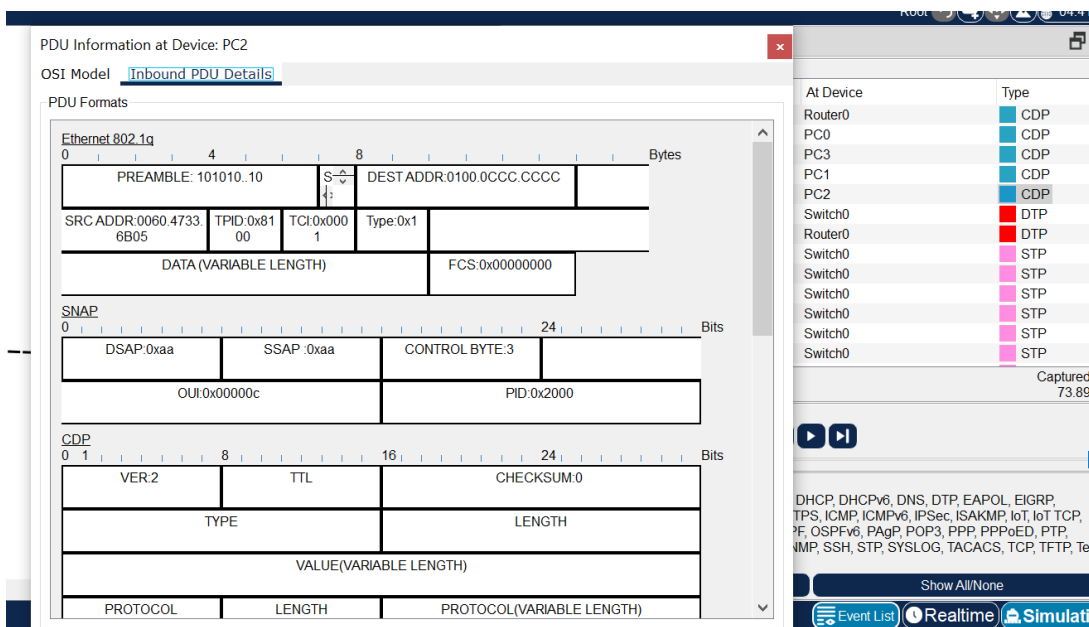 Root
04:4
PDU Information at Device: PC2
OSI Model Inbound PDU Details
PDU Formats
Ethernet 802.1q
0 4 8 Bytes
PREAMBLE: 101010..10 S DEST ADDR:0100.0CCC.CCCC
SRC ADDR:0060.4733.6B05 TPID:0x8100 TCI:0x0001 Type:0x1
DATA (VARIABLE LENGTH) FCS:0x00000000
SNAP
0 24 Bits
DSAP:0xaa SSAP :0xaa CONTROL BYTE:3
OUI:0x00000c PID:0x2000
CDP
0 1 8 16 24 Bits
VER:2 TTL CHECKSUM:0
TYPE LENGTH
VALUE(VARIABLE LENGTH)
PROTOCOL LENGTH PROTOCOL(VARIABLE LENGTH)
At Device Type
Router0 CDP
PC0 CDP
PC3 CDP
PC1 CDP
PC2 CDP
Switch0 DTP
Router0 DTP
Switch0 STP
Switch0 STP
Switch0 STP
Switch0 STP
Switch0 STP
Switch0 STP
Captured
73.89
DHCP, DHCPv6, DNS, DTP, EAPOL, EIGRP,
TPS, ICMP, ICMPv6, IPSec, ISAKMP, IoT, IoT TCP,
PF, OSPFv6, PAgP, POP3, PPP, PPPoED, PTP,
NMP, SSH, STP, SYSLOG, TACACS, TCP, TFTP, Te
Show All/None
Event List Realtime Simulati